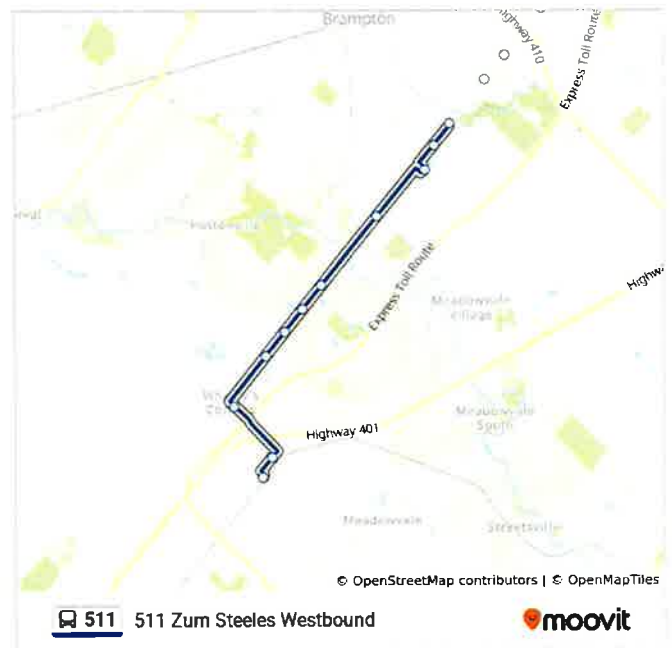 Brampton
Highway 410
Express Toll Route
Express Toll Route
Meadowvale
Village
Highw
Highway 401
Meadowvale
South
Meadowvale
Streetsville
© OpenStreetMap contributors | © OpenMapTiles
511 511 Zum Steeles Westbound
moovit